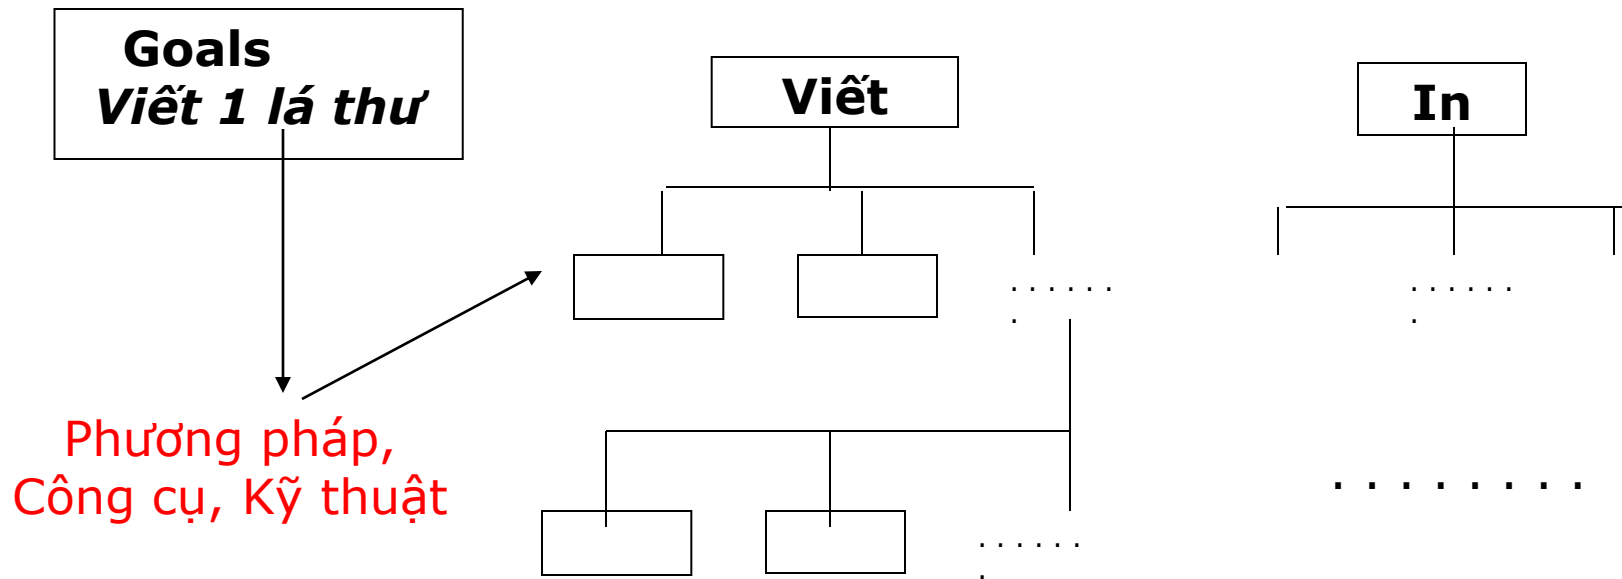 Goals
Viết 1 lá thư
Viết
In
. . . . . .
.
. . . . . .
.
Phương pháp,
Công cụ, Kỹ thuật
. . . . . . . .
. . . . . .
.